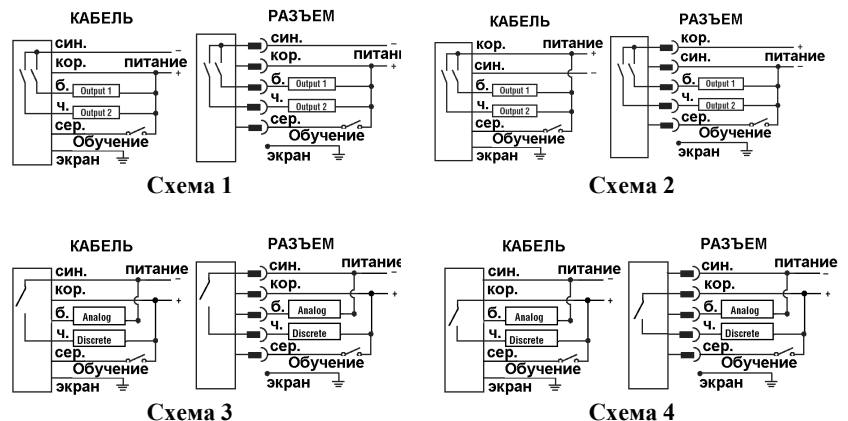 КАБЕЛЬ
син.
–
кор.
питание
+
б.
Output 1
ч.
Output 2
сер.
Обучение
экран
РАЗЪЕМ
син.
–
кор.
питани
+
б.
Output 1
ч.
Output 2
сер.
Обучение
экран
Схема 1
КАБЕЛЬ
кор.
+
син.
питание
–
б.
Output 1
ч.
Output 2
сер.
Обучение
экран
РАЗЪЕМ
кор.
+
син.
питание
–
б.
Output 1
ч.
Output 2
сер.
Обучение
экран
Схема 2
КАБЕЛЬ
син.
питание
–
кор.
+
б.
Analog
ч.
Discrete
сер.
Обучение
экран
РАЗЪЕМ
син.
питание
–
кор.
+
б.
Analog
ч.
Discrete
сер.
Обучение
экран
Схема 3
КАБЕЛЬ
син.
питание
–
кор.
+
б.
Analog
ч.
Discrete
сер.
Обучение
экран
РАЗЪЕМ
син.
питание
–
кор.
+
б.
Analog
ч.
Discrete
сер.
Обучение
экран
Схема 4